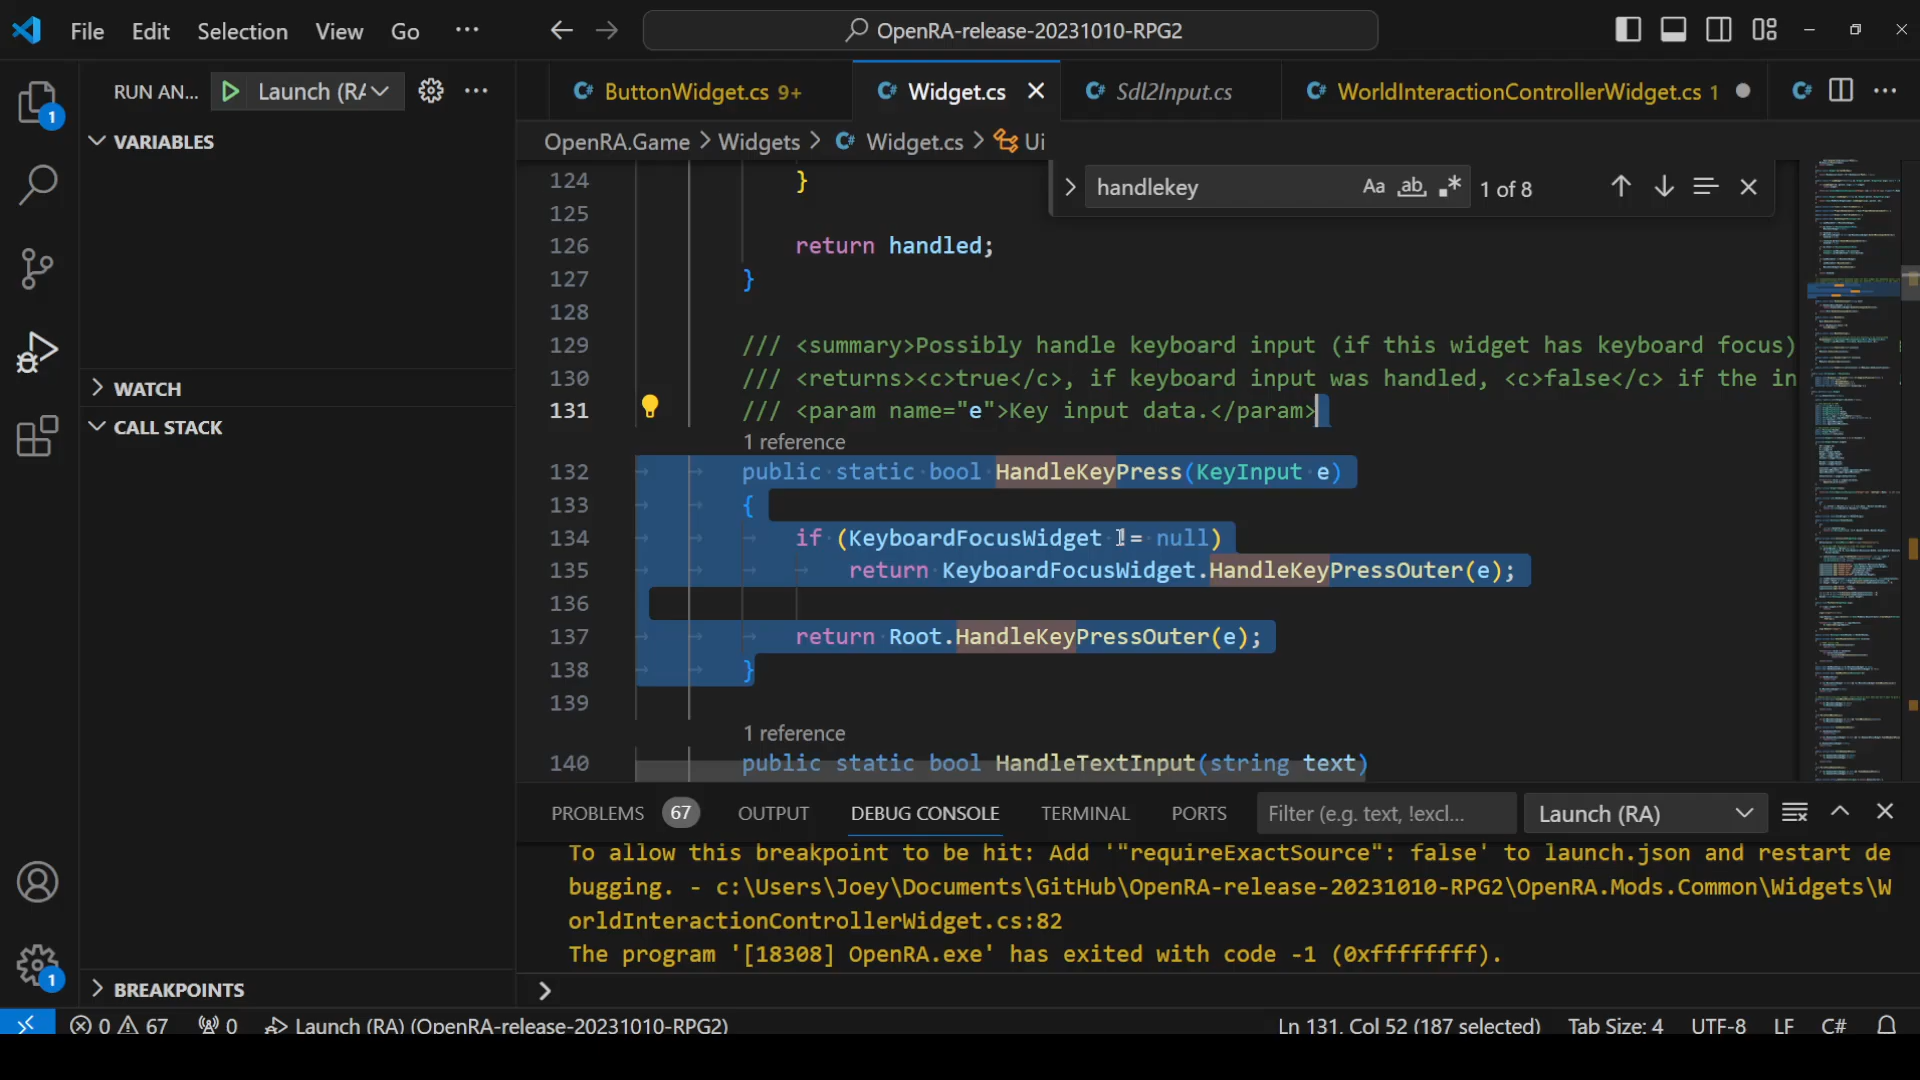 File Edit Selection View Go ··· OpenRA-release-20231010-RPG2
RUN AN... Launch (RA ···
ButtonWidget.cs 9+ Widget.cs Sdl2Input.cs WorldInteractionControllerWidget.cs 1 ···
VARIABLES
WATCH
CALL STACK
BREAKPOINTS
OpenRA.Game > Widgets > Widget.cs > Ui
handlekey Aa ab .* 1 of 8
124 }
125
126 return handled;
127 }
128
129 /// <summary>Possibly handle keyboard input (if this widget has keyboard focus)
130 /// <returns><c>true</c>, if keyboard input was handled, <c>false</c> if the in
131 /// <param name="e">Key input data.</param>
1 reference
132 public static bool HandleKeyPress(KeyInput e)
133 {
134 if (KeyboardFocusWidget != null)
135 return KeyboardFocusWidget.HandleKeyPressOuter(e);
136
137 return Root.HandleKeyPressOuter(e);
138 }
139
1 reference
140 public static bool HandleTextInput(string text)
PROBLEMS 67 OUTPUT DEBUG CONSOLE TERMINAL PORTS Filter (e.g. text, !excl... Launch (RA)
To allow this breakpoint to be hit: Add '"requireExactSource": false' to launch.json and restart de
bugging. - c:\Users\Joey\Documents\GitHub\OpenRA-release-20231010-RPG2\OpenRA.Mods.Common\Widgets\W
orldInteractionControllerWidget.cs:82
The program '[18308] OpenRA.exe' has exited with code -1 (0xffffffff).
>
0 67 0 Launch (RA) (OpenRA-release-20231010-RPG2) Ln 131, Col 52 (187 selected) Tab Size: 4 UTF-8 LF C#
1
1